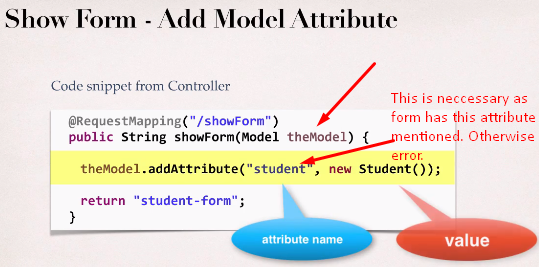 Show Form - Add Model Attribute
Code snippet from Controller
@RequestMapping("/showForm")
public String showForm(Model theModel) {
theModel.addAttribute("student", new Student());
return "student-form";
}
This is neccessary as
form has this attribute
mentioned. Otherwise
error.
attribute name
value